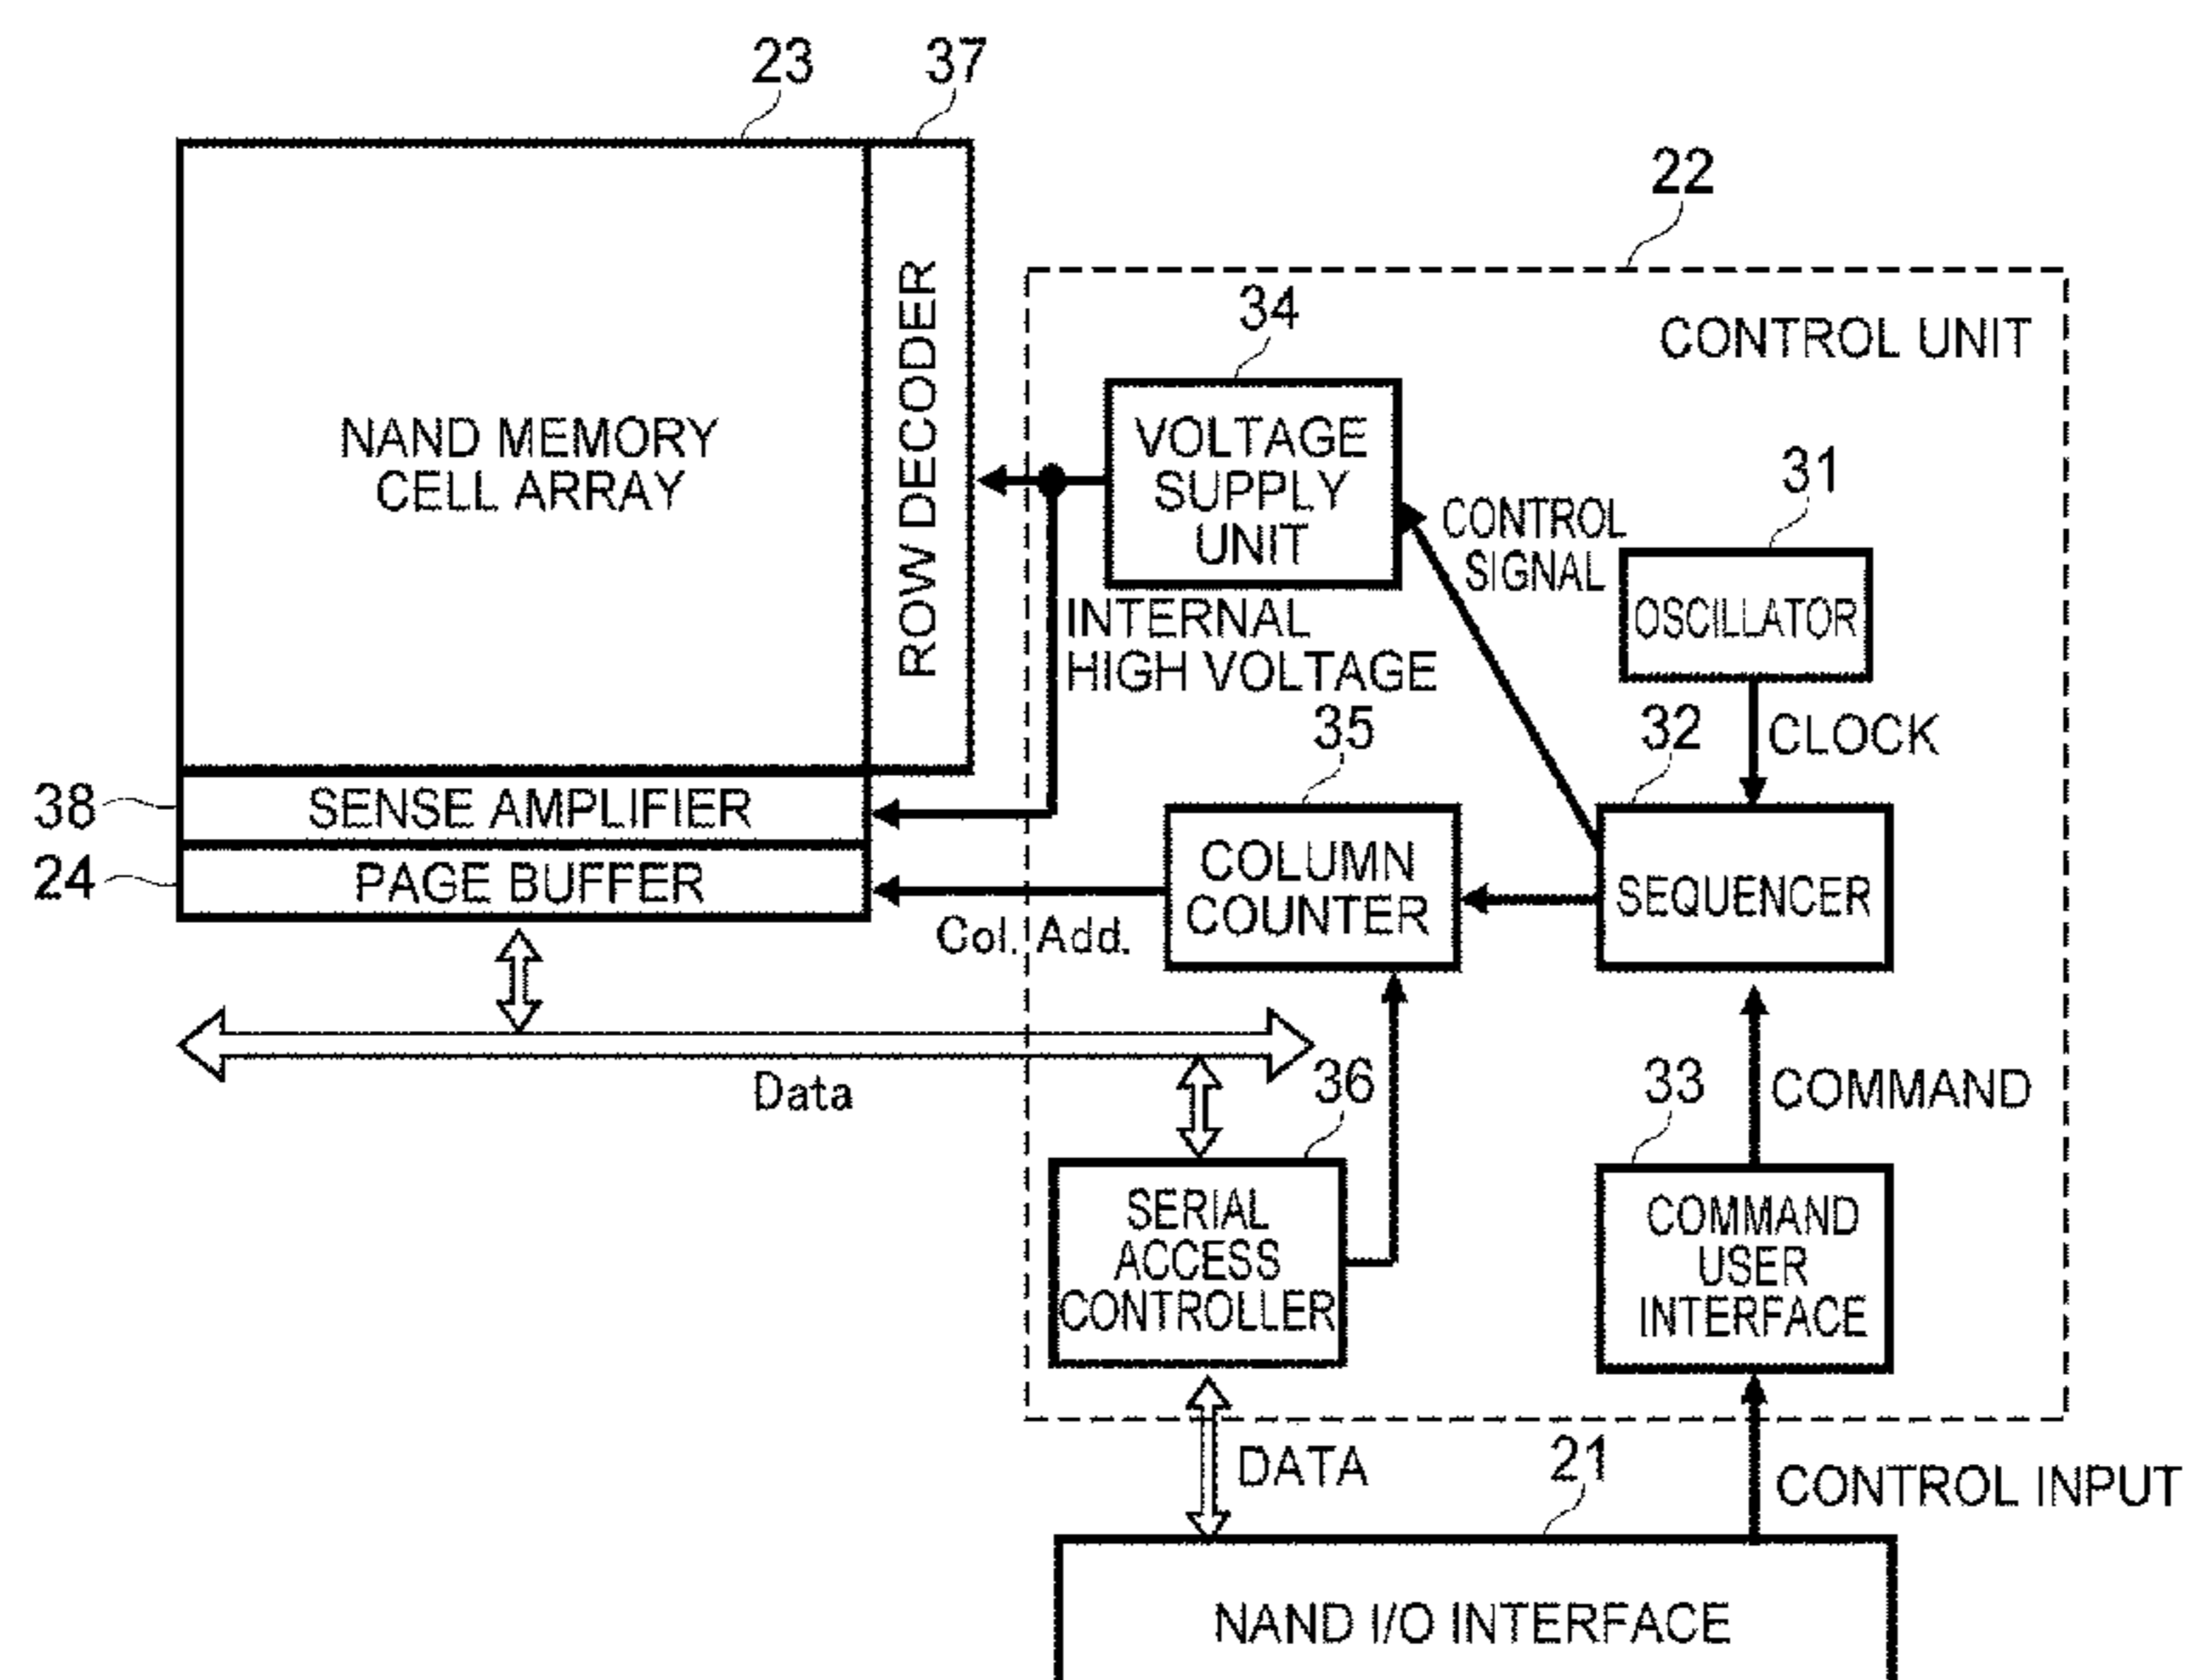 23
37
22
CONTROL UNIT
34
VOLTAGE
SUPPLY
UNIT
NAND MEMORY
CELL ARRAY
ROW DECODER
CONTROL
SIGNAL
31
OSCILLATOR
INTERNAL
HIGH VOLTAGE
CLOCK
35
32
38
SENSE AMPLIFIER
24
PAGE BUFFER
COLUMN
COUNTER
SEQUENCER
Col. Add.
Data
36
33
COMMAND
SERIAL
ACCESS
CONTROLLER
COMMAND
USER
INTERFACE
DATA
21
CONTROL INPUT
NAND I/O INTERFACE